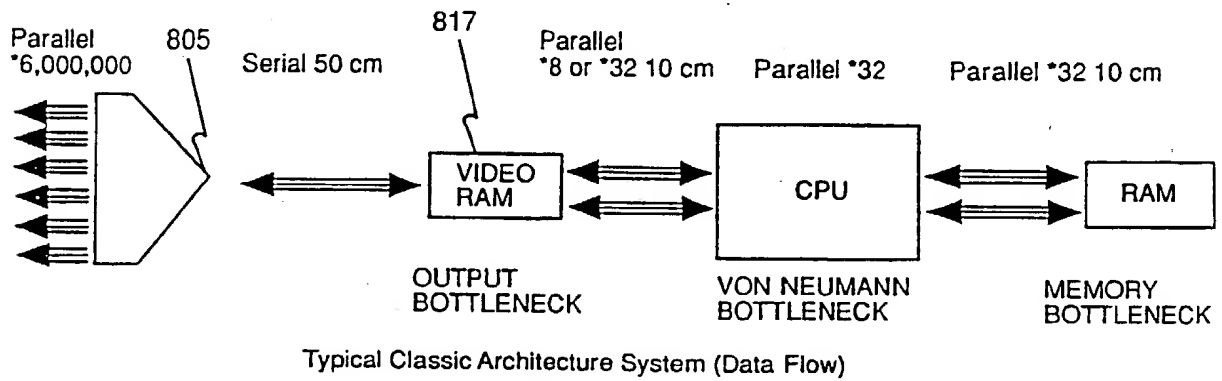 Parallel
*6,000,000
805
Serial 50 cm
817
Parallel
*8 or *32 10 cm
Parallel *32
Parallel *32 10 cm
VIDEO
RAM
CPU
RAM
OUTPUT
BOTTLENECK
VON NEUMANN
BOTTLENECK
MEMORY
BOTTLENECK
Typical Classic Architecture System (Data Flow)